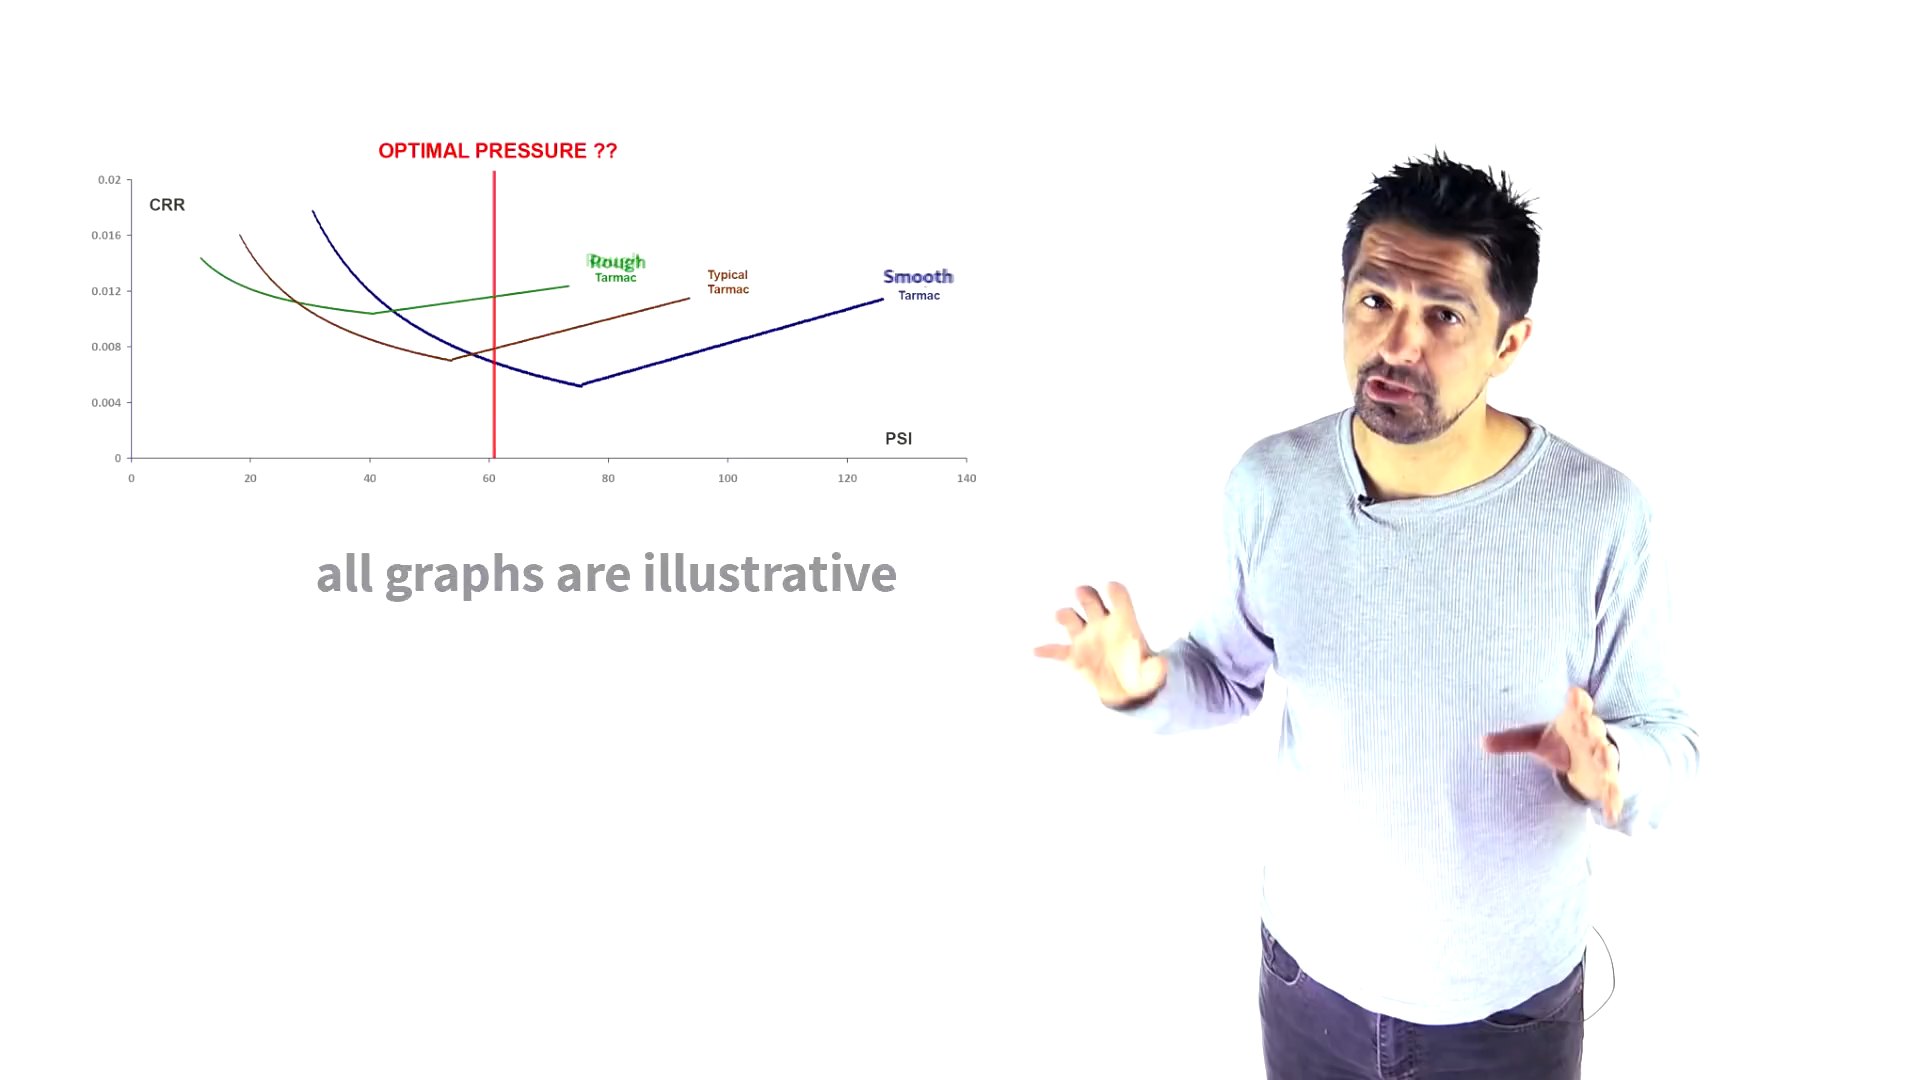 OPTIMAL PRESSURE ??
0.02
CRR
0.016
Rough
Tarmac
Typical
Tarmac
Smooth
Tarmac
0.012
0.008
0.004
PSI
0
0 20 40 60 80 100 120 140
all graphs are illustrative